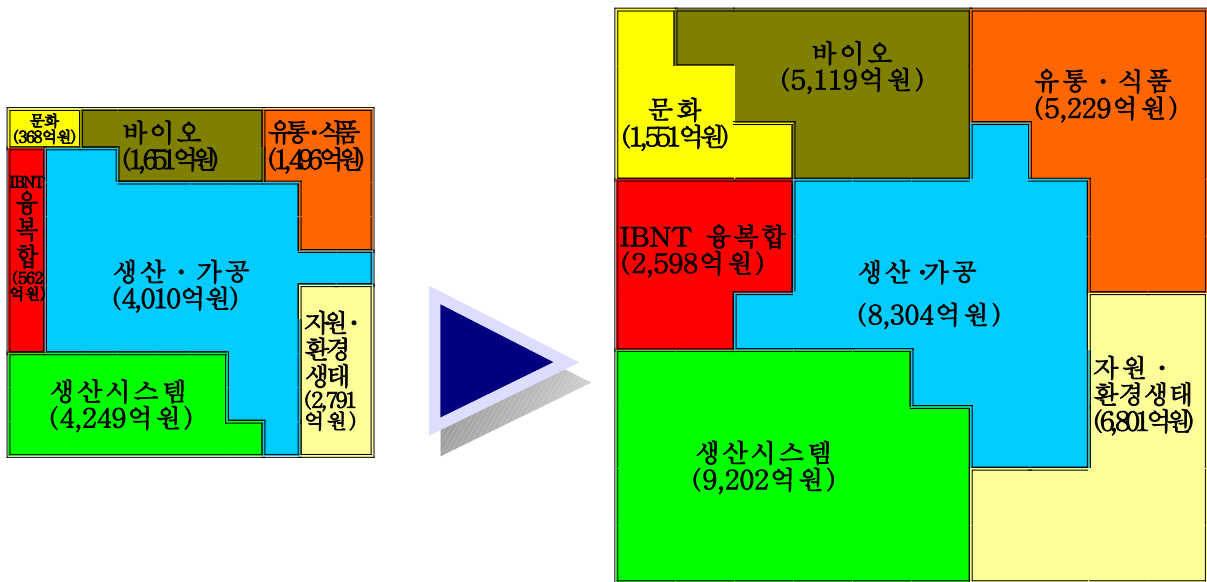 문화
(368억원)
바이오
(1,651억원)
유통·식품
(1,496억원)
IBNT
융
복
합
(562
억원)
생산·가공
(4,010억원)
자원·
환경
생태
(2,791
억원)
생산시스템
(4,249억원)
바이오
(5,119억원)
유통·식품
(5,229억원)
문화
(1,551억원)
IBNT 융복합
(2,598억원)
생산·가공
(8,304억원)
자원·
환경생태
(6,801억원)
생산시스템
(9,202억원)